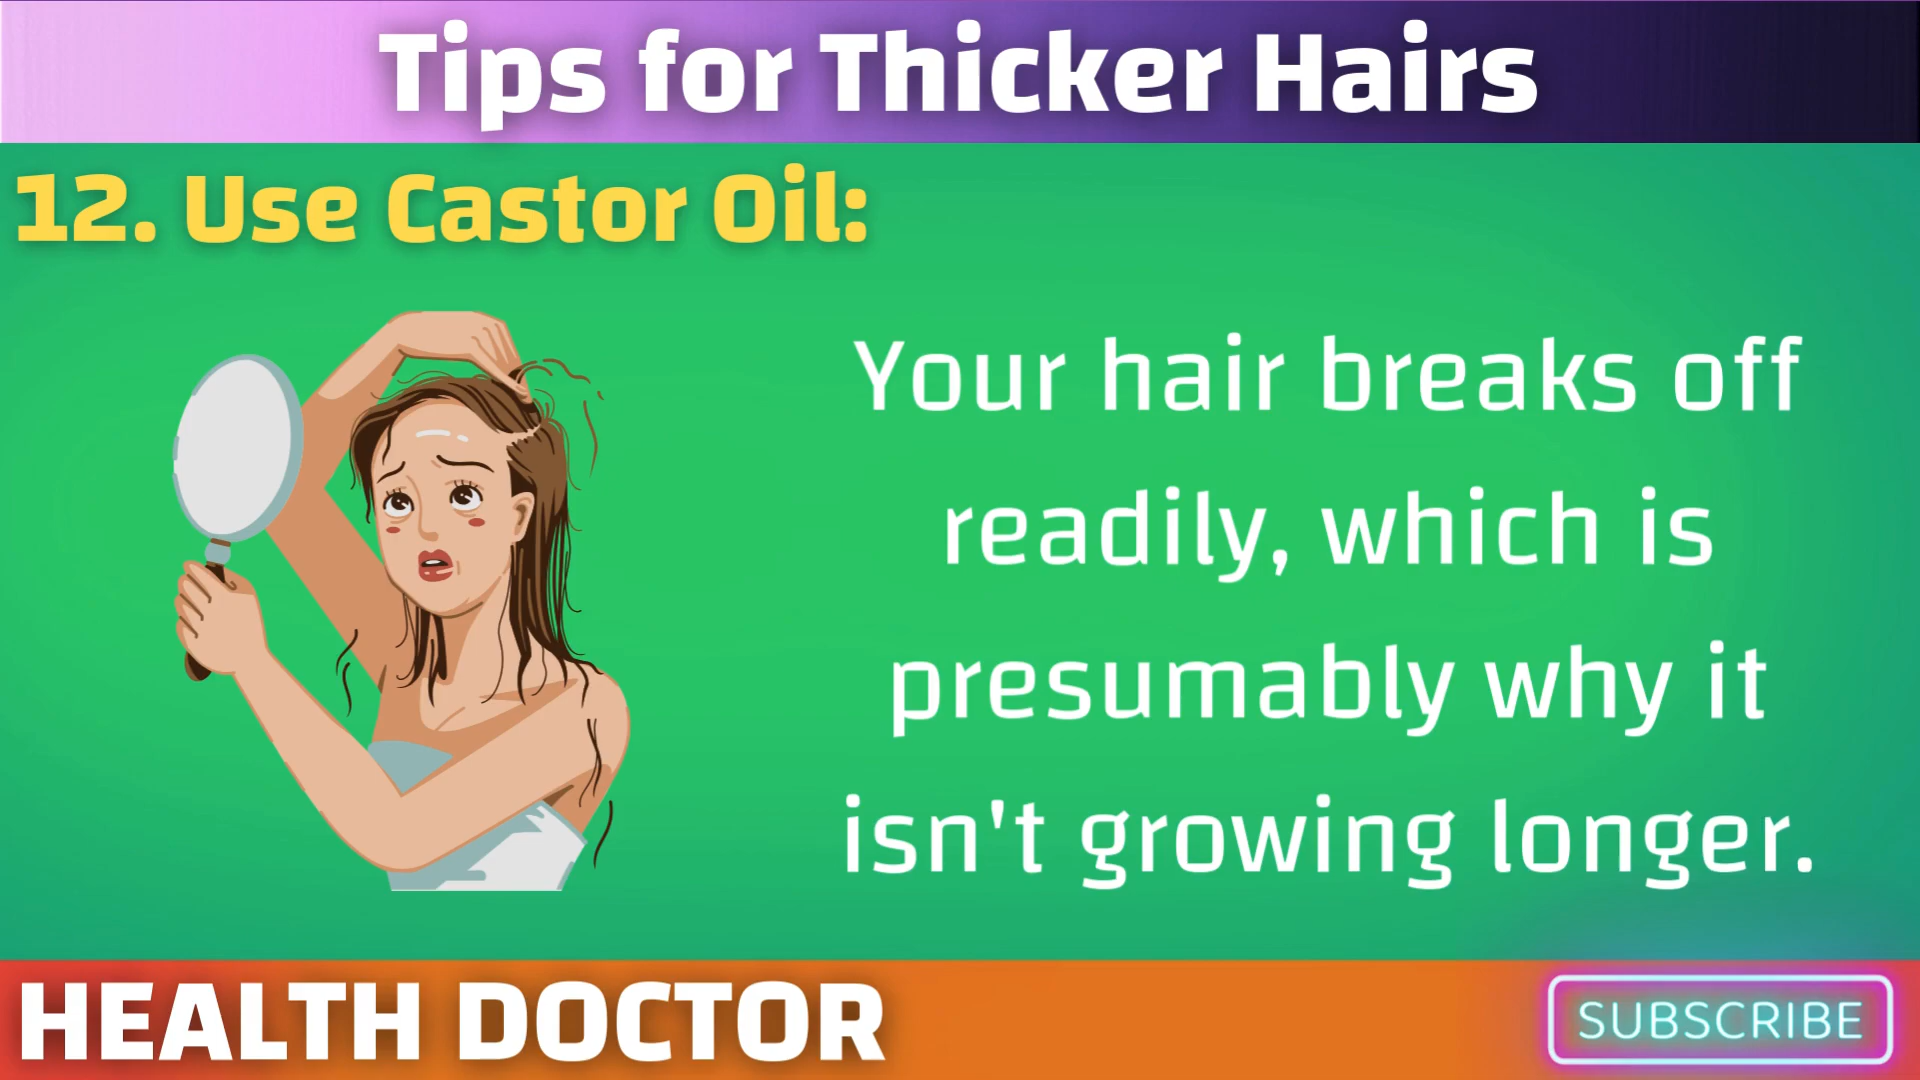 Tips for Thicker Hairs
12. Use Castor Oil:
Your hair breaks off
readily, which is
presumably why it
isn't growing longer.
HEALTH DOCTOR
SUBSCRIBE